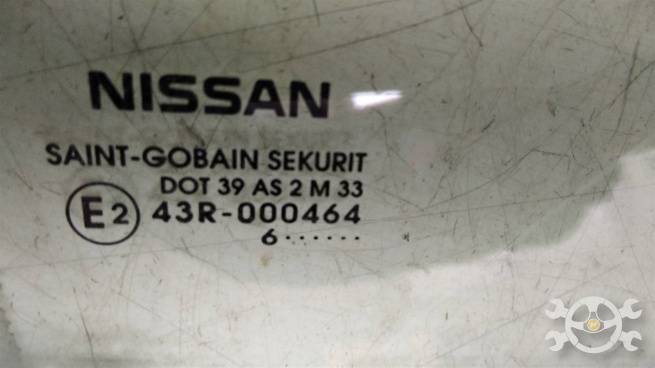 NISSAN
SAINT-GOBAIN SEKURIT
DOT 39 AS 2 M 33
E2 43R-000464
6······